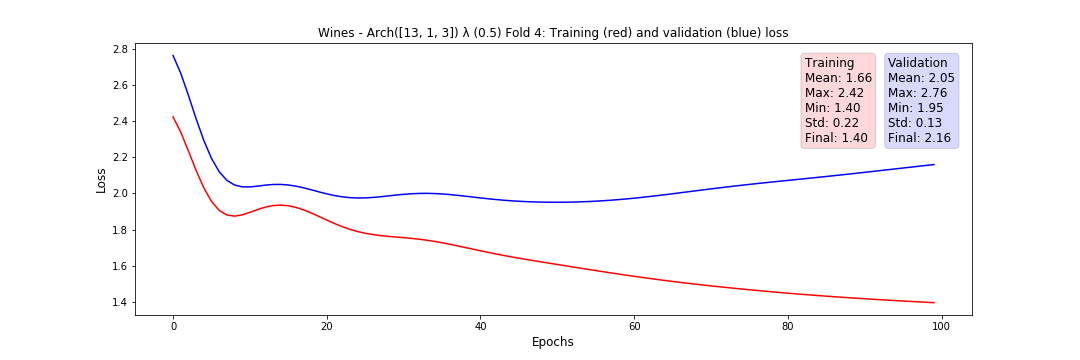 Wines - Arch([13, 1, 3]) λ (0.5) Fold 4: Training (red) and validation (blue) loss
Training
Mean: 1.66
Max: 2.42
Min: 1.40
Std: 0.22
Final: 1.40
Validation
Mean: 2.05
Max: 2.76
Min: 1.95
Std: 0.13
Final: 2.16
Loss
2.8
2.6
2.4
2.2
2.0
1.8
1.6
1.4
0
20
40
60
80
100
Epochs